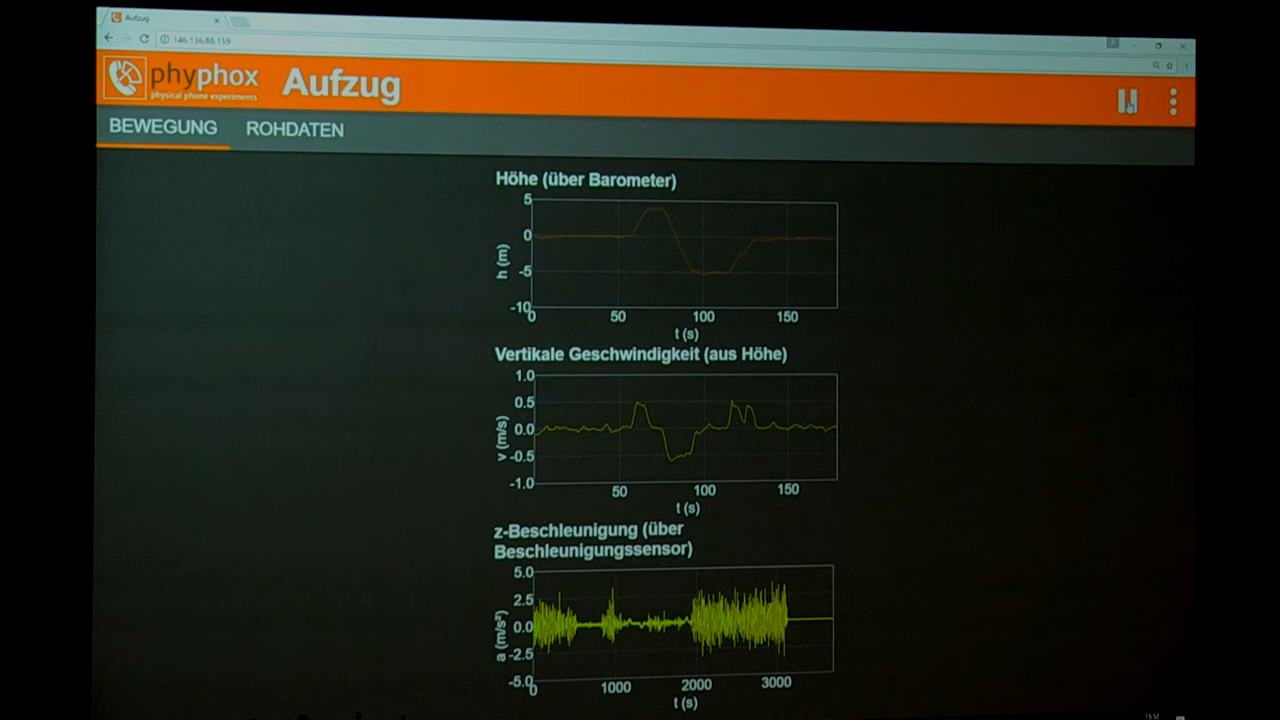 Aufzug
146.136.88.159
phyphox
physical phone experiments
Aufzug
BEWEGUNG ROHDATEN
Höhe (über Barometer)
5
0
-5
-10
h (m)
0 50 100 150
t (s)
Vertikale Geschwindigkeit (aus Höhe)
1.0
0.5
0.0
-0.5
-1.0
v (m/s)
50 100 150
t (s)
z-Beschleunigung (über
Beschleunigungssensor)
5.0
2.5
0.0
-2.5
-5.0
a (m/s²)
0 1000 2000 3000
t (s)